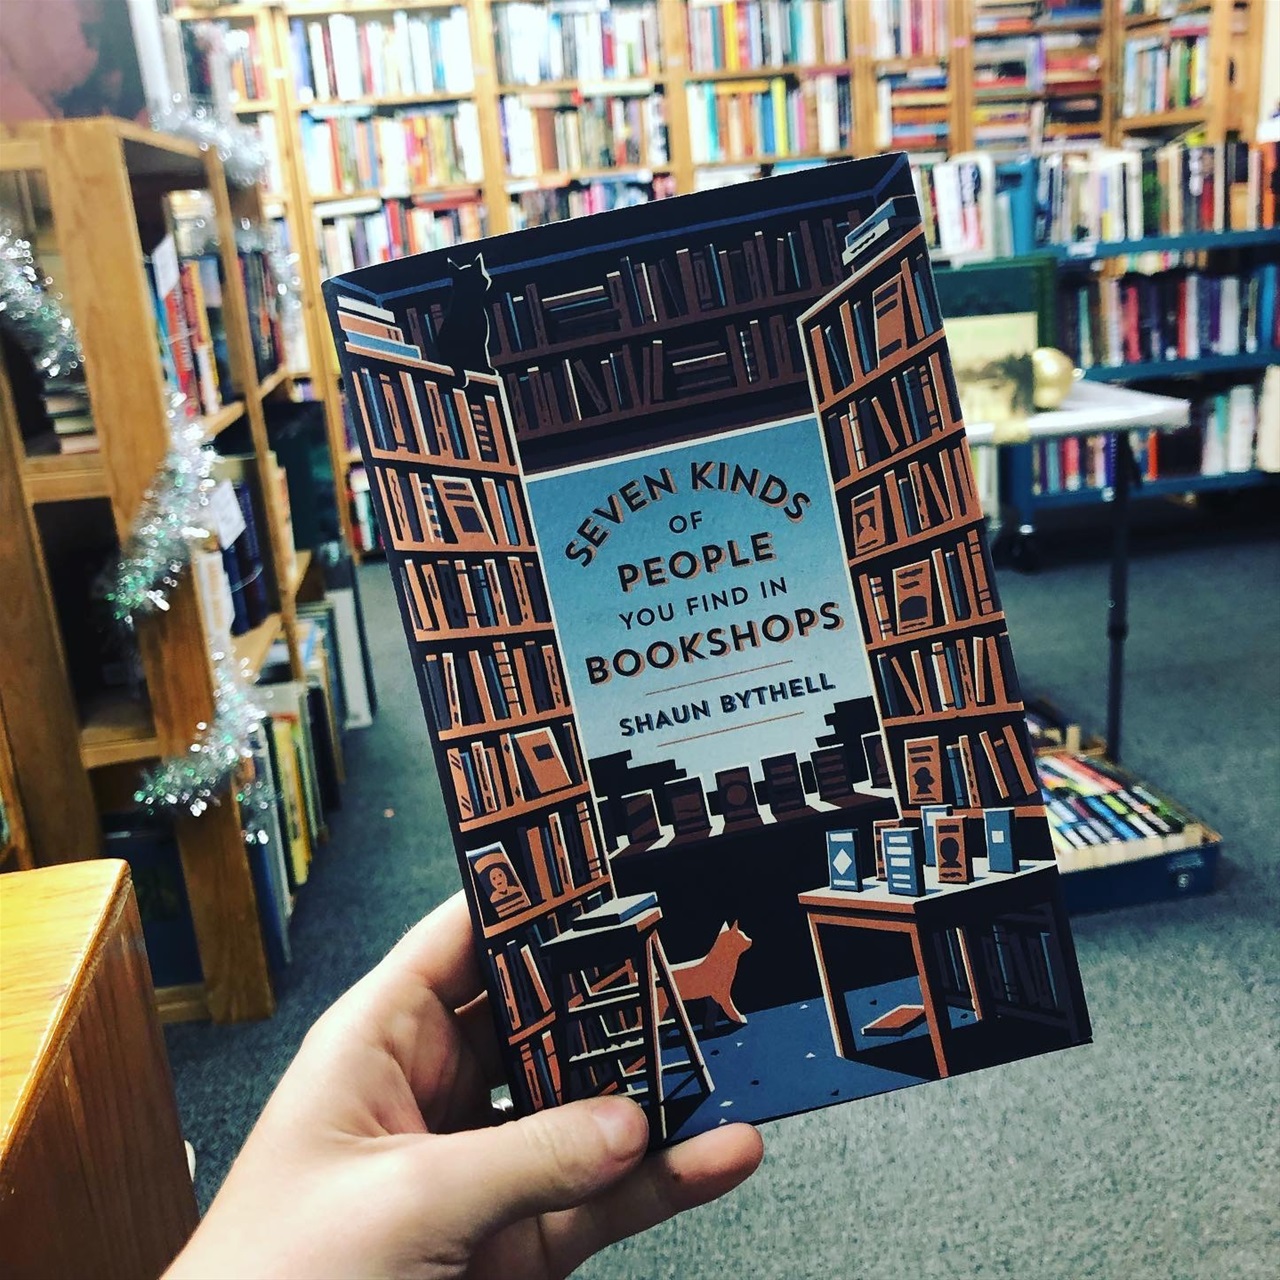 SEVEN KINDS
OF
PEOPLE
YOU FIND IN
BOOKSHOPS
SHAUN BYTHELL